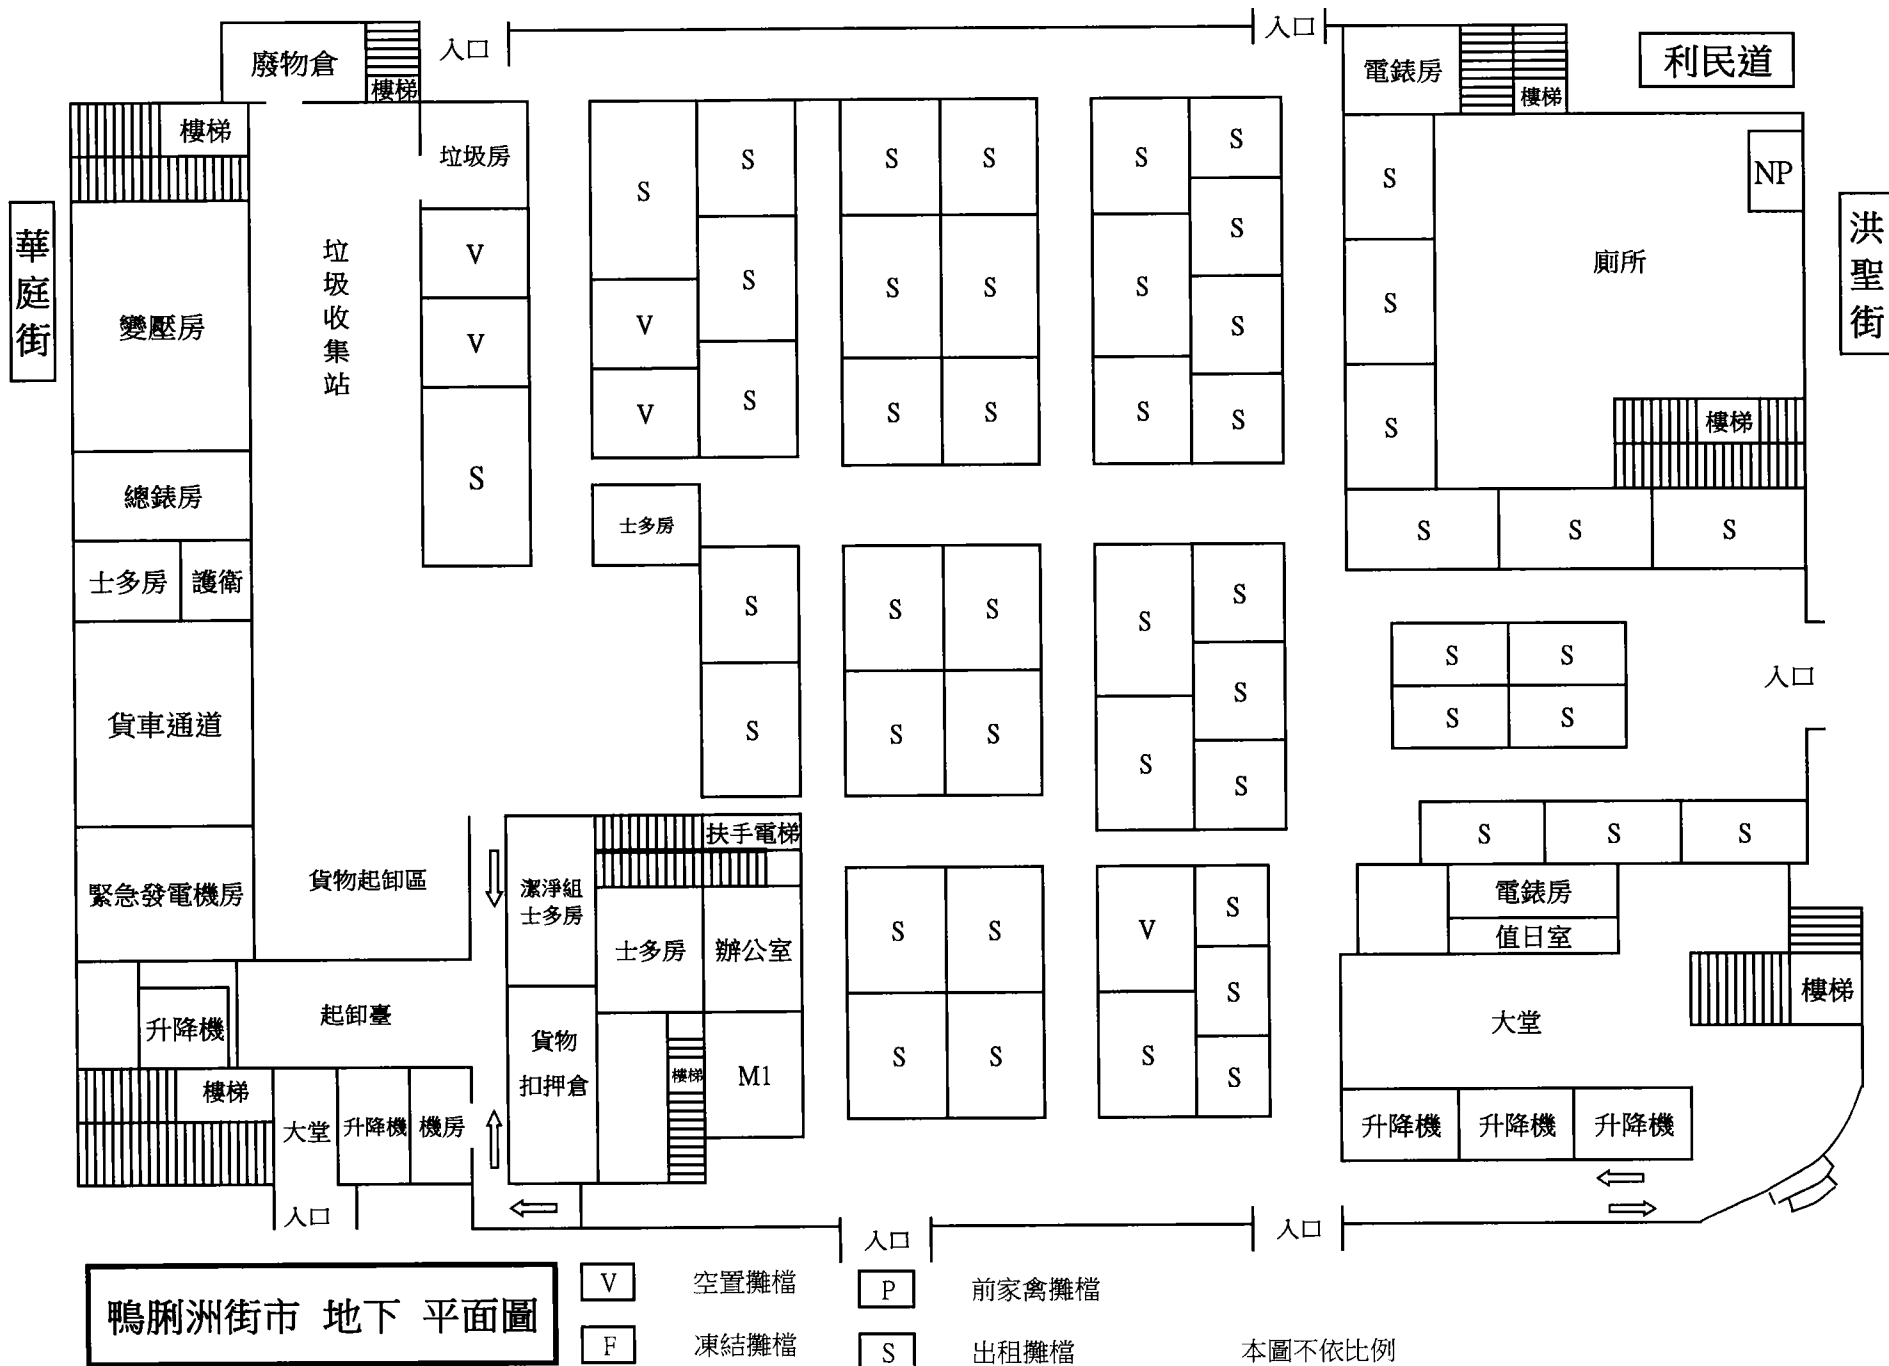 入口
入口
廢物倉
樓梯
電錶房
樓梯
利民道
樓梯
垃圾房
S
S
S
S
S
S
S
NP
華庭街
洪聖街
變壓房
垃圾收集站
V
V
S
S
S
S
S
S
S
廁所
V
S
S
V
S
S
S
S
S
S
樓梯
總錶房
S
士多房
S
S
S
士多房
護衛
S
S
S
S
S
S
S
入口
貨車通道
S
S
S
S
S
S
S
S
扶手電梯
S
S
S
緊急發電機房
貨物起卸區
潔淨組
士多房
士多房
辦公室
S
S
V
S
電錶房
值日室
升降機
起卸臺
貨物
扣押倉
樓梯
M1
S
S
S
S
S
大堂
樓梯
樓梯
大堂
升降機
機房
升降機
升降機
升降機
入口
入口
入口
鴨脷洲街市 地下 平面圖
V 空置攤檔
P 前家禽攤檔
F 凍結攤檔
S 出租攤檔
本圖不依比例